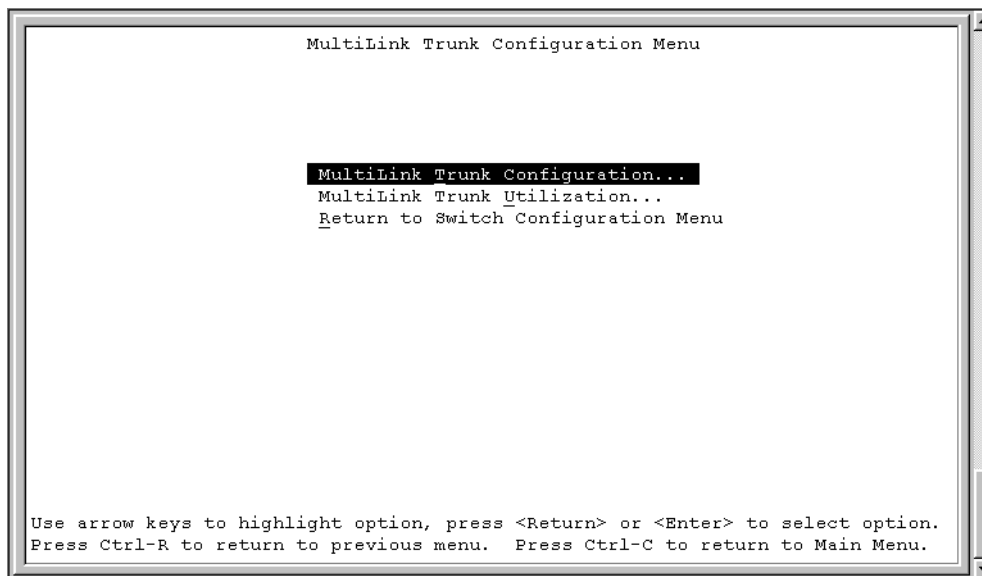 MultiLink Trunk Configuration Menu
MultiLink Trunk Configuration...
MultiLink Trunk Utilization...
Return to Switch Configuration Menu
Use arrow keys to highlight option, press <Return> or <Enter> to select option.
Press Ctrl-R to return to previous menu.  Press Ctrl-C to return to Main Menu.